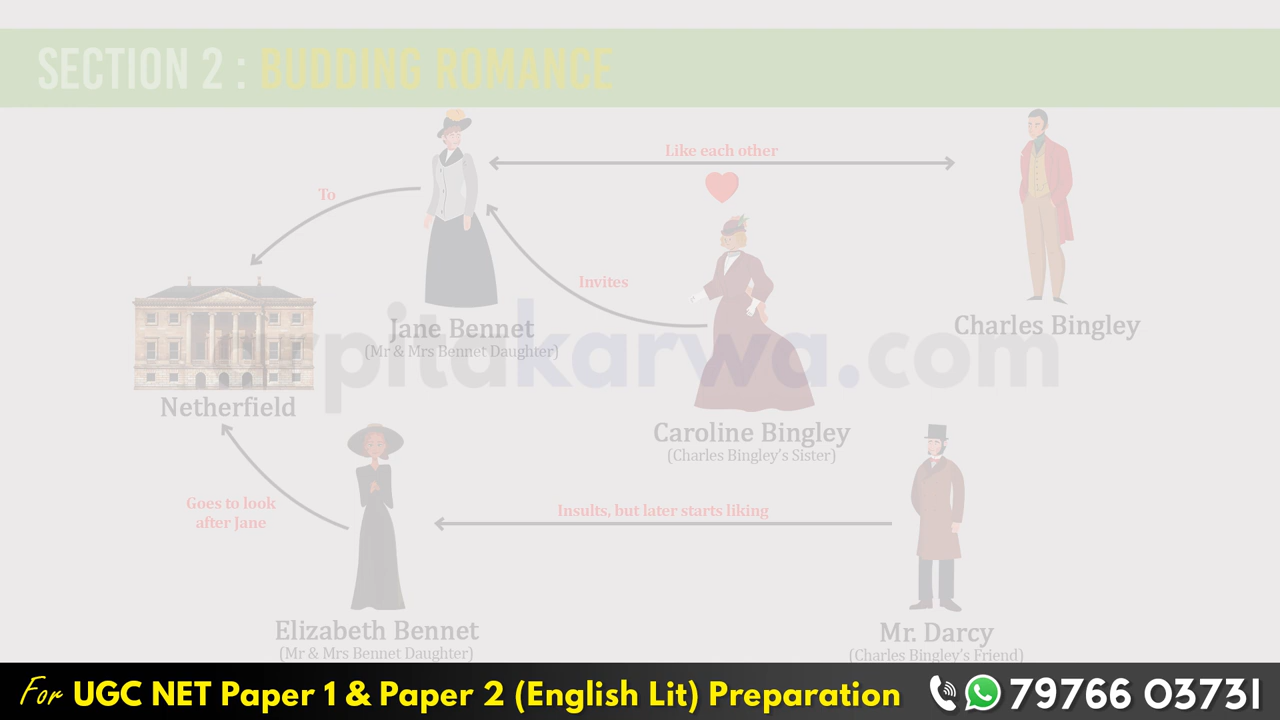 SECTION 2 : BUDDING ROMANCE
Like each other
To
Invites
Jane Bennet
(Mr & Mrs Bennet Daughter)
Charles Bingley
arpitakarwa.com
Netherfield
Caroline Bingley
(Charles Bingley's Sister)
Goes to look
after Jane
Insults, but later starts liking
Elizabeth Bennet
(Mr & Mrs Bennet Daughter)
Mr. Darcy
(Charles Bingley's Friend)
For UGC NET Paper 1 & Paper 2 (English Lit) Preparation
79766 03731